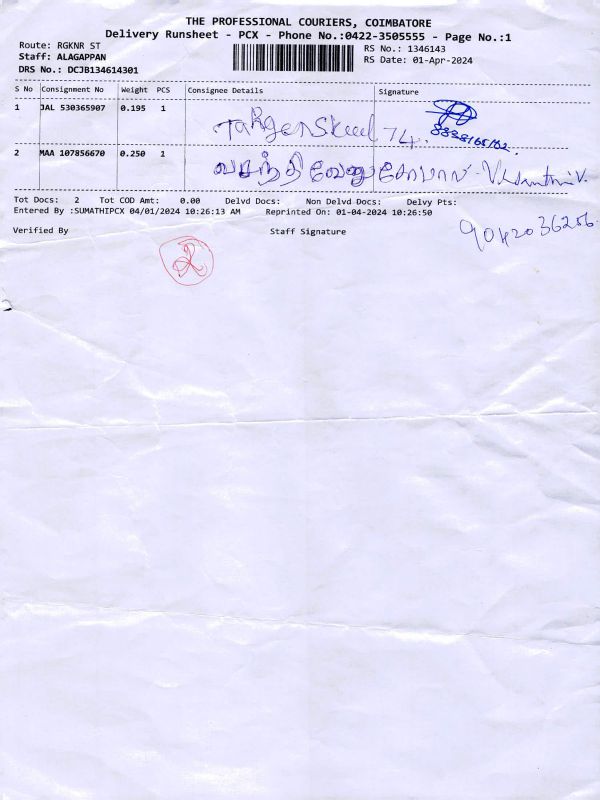 THE PROFESSIONAL COURIERS, COIMBATORE
Delivery Runsheet - PCX - Phone No.:0422-3505555 - Page No.:1
Route: RGKNR ST
RS No.: 1346143
Staff: ALAGAPPAN
RS Date: 01-Apr-2024
DRS No.: DCJB134614301
S No Consignment No Weight PCS Consignee Details Signature
1 JAL 530365907 0.195 1
74.
2 MAA 107856670 0.250 1 வசந்தி வேணுகோபால்
Tot Docs: 2 Tot COD Amt: 0.00 Delvd Docs: Non Delvd Docs: Delvy Pts:
Entered By :SUMATHIPCX 04/01/2024 10:26:13 AM Reprinted On: 01-04-2024 10:26:50
9042036256
Verified By Staff Signature